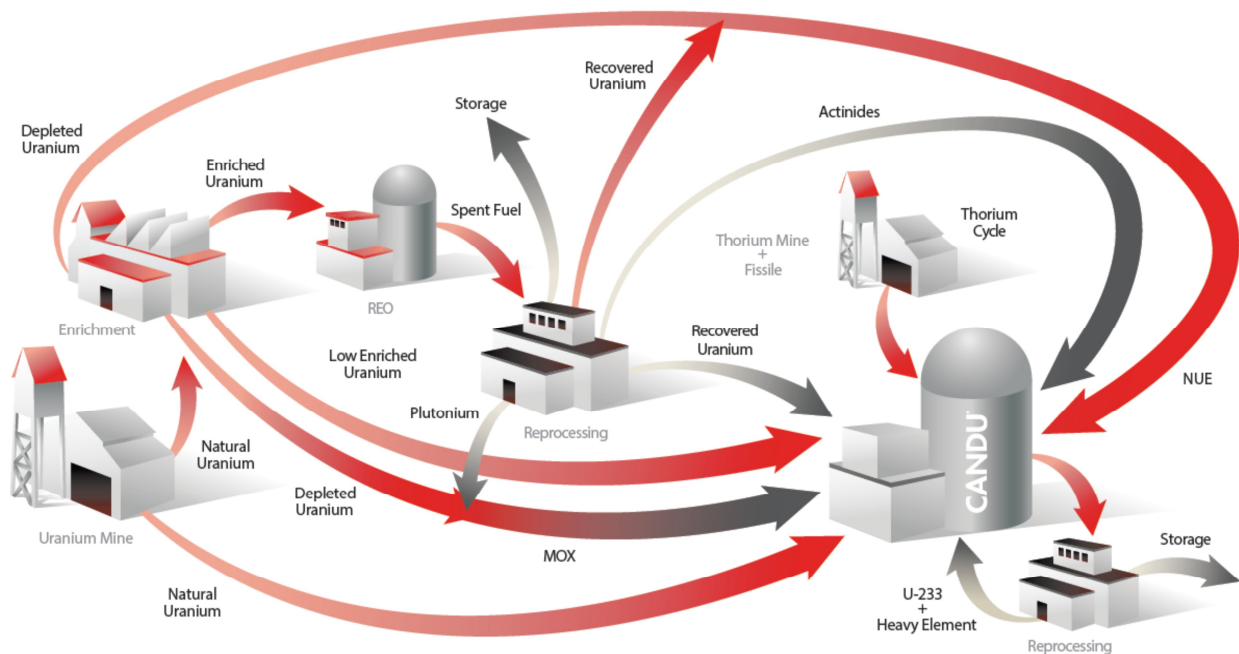 Recovered
Uranium
Storage
Actinides
Depleted
Uranium
Enriched
Uranium
Spent Fuel
Thorium
Cycle
Thorium Mine
+
Fissile
REO
Enrichment
Recovered
Uranium
Low Enriched
Uranium
NUE
Plutonium
Reprocessing
Natural
Uranium
CANDU
Depleted
Uranium
Uranium Mine
MOX
Storage
Natural
Uranium
U-233
+
Heavy Element
Reprocessing